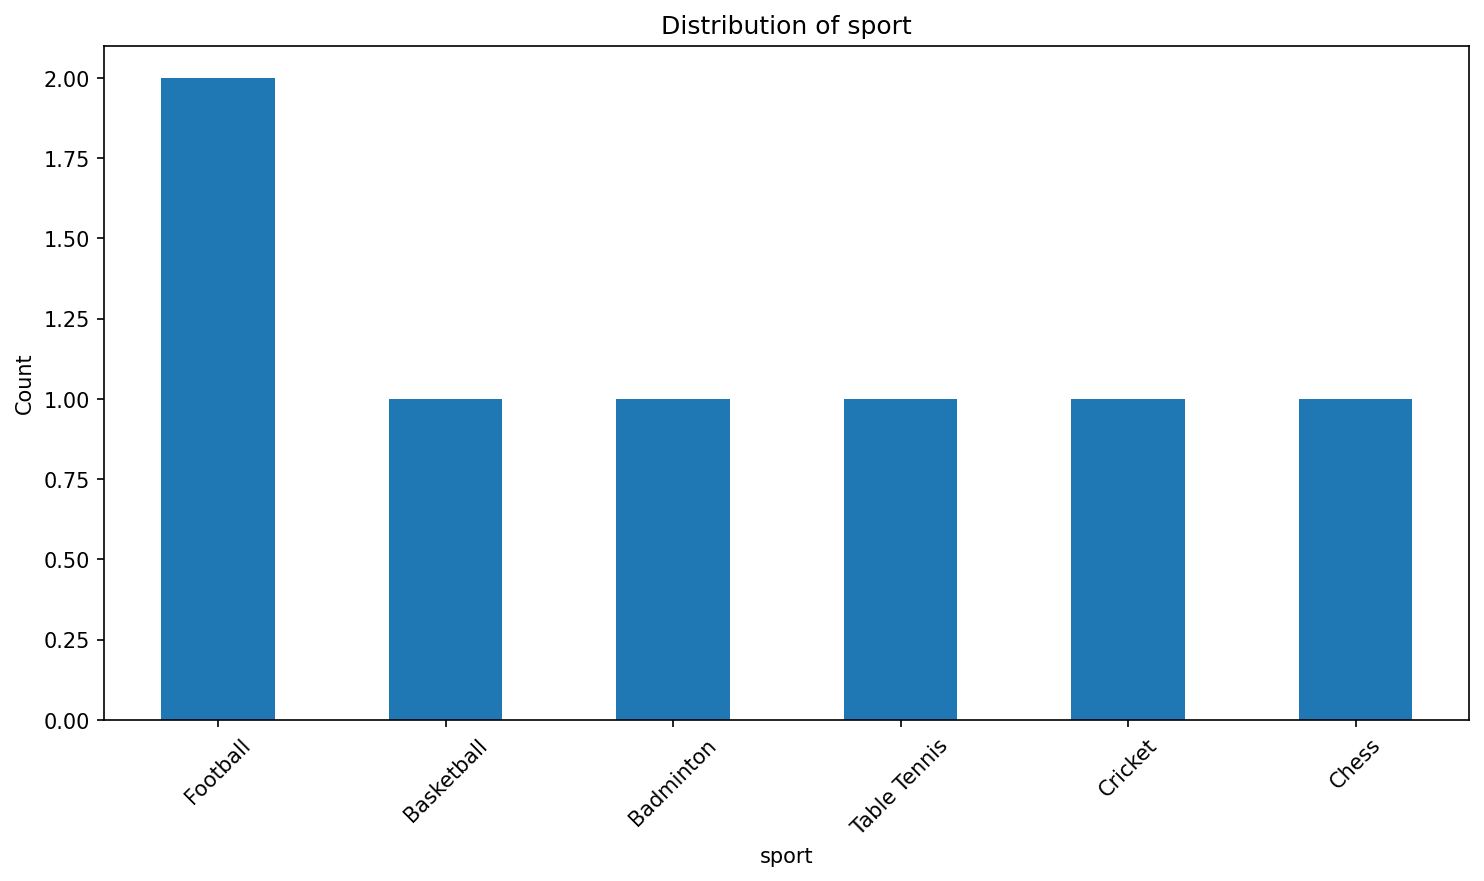 Distribution of sport
2.00
1.75
1.50
1.25
1.00
0.75
0.50
0.25
0.00
Count
Football
Basketball
Badminton
Table Tennis
Cricket
Chess
sport